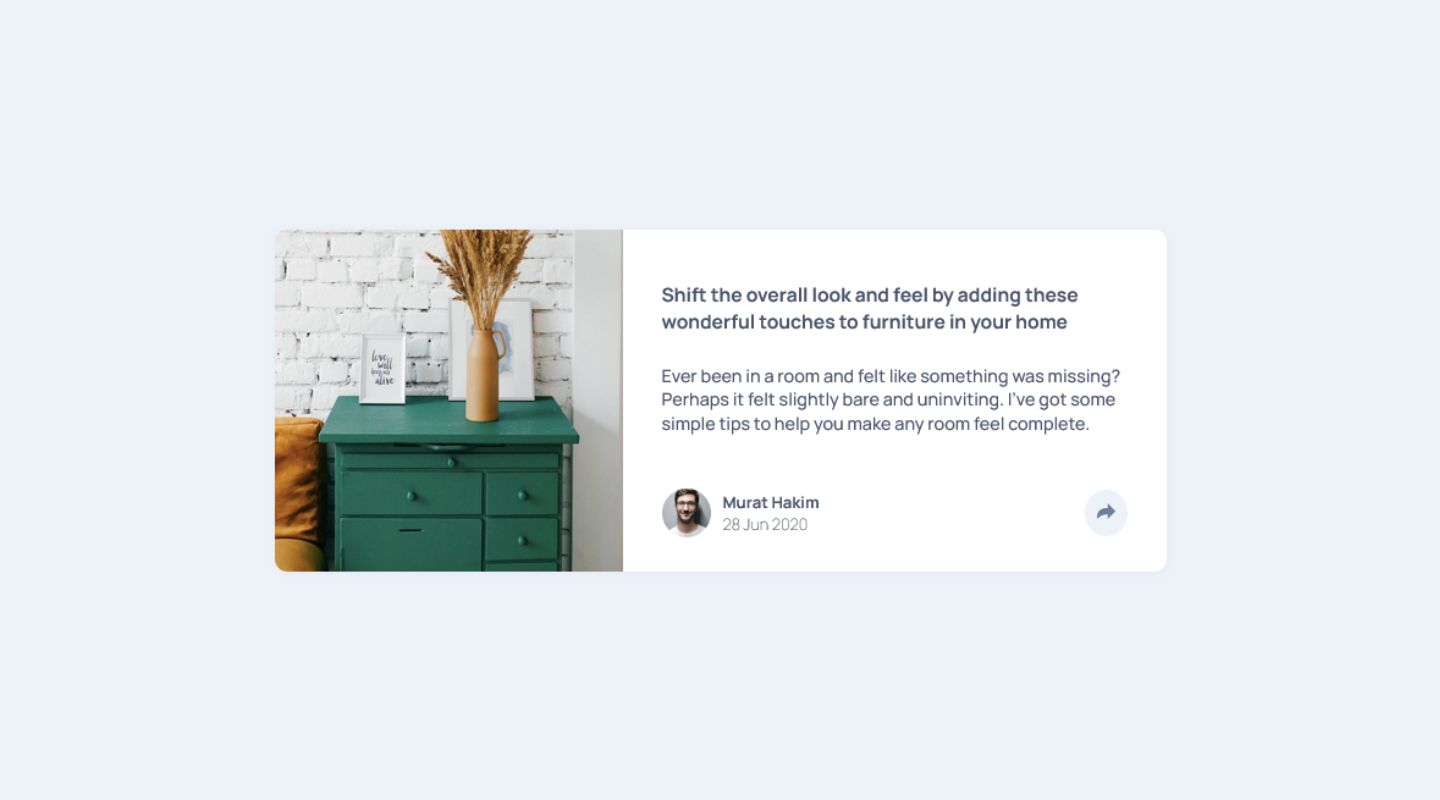 love
will
keep us
alive
Shift the overall look and feel by adding these
wonderful touches to furniture in your home
Ever been in a room and felt like something was missing?
Perhaps it felt slightly bare and uninviting. I’ve got some
simple tips to help you make any room feel complete.
Murat Hakim
28 Jun 2020